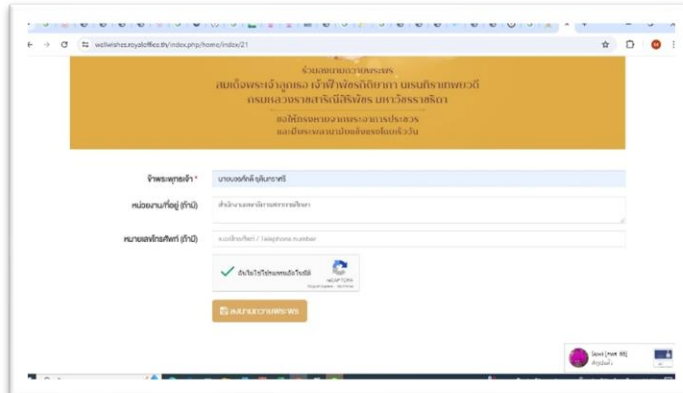 wellwishes.royaloffice.th/index.php/home/index/21
ร่วมลงนามถวายพระพร
สมเด็จพระเจ้าลูกเธอ เจ้าฟ้าพัชรกิติยาภา นเรนทิราเทพยวดี
กรมหลวงราชสาริณีสิริพัชร มหาวัชรราชธิดา
ขอให้ทรงหายจากพระอาการประชวร
และมีพระพลานามัยแข็งแรงโดยเร็ววัน
ข้าพระพุทธเจ้า *
หน่วยงาน/ที่อยู่ (ถ้ามี)
หมายเลขโทรศัพท์ (ถ้ามี)
เบอร์โทรศัพท์ / Telephone number
ฉันไม่ใช่โปรแกรมอัตโนมัติ
reCAPTCHA
ลงนามถวายพระพร